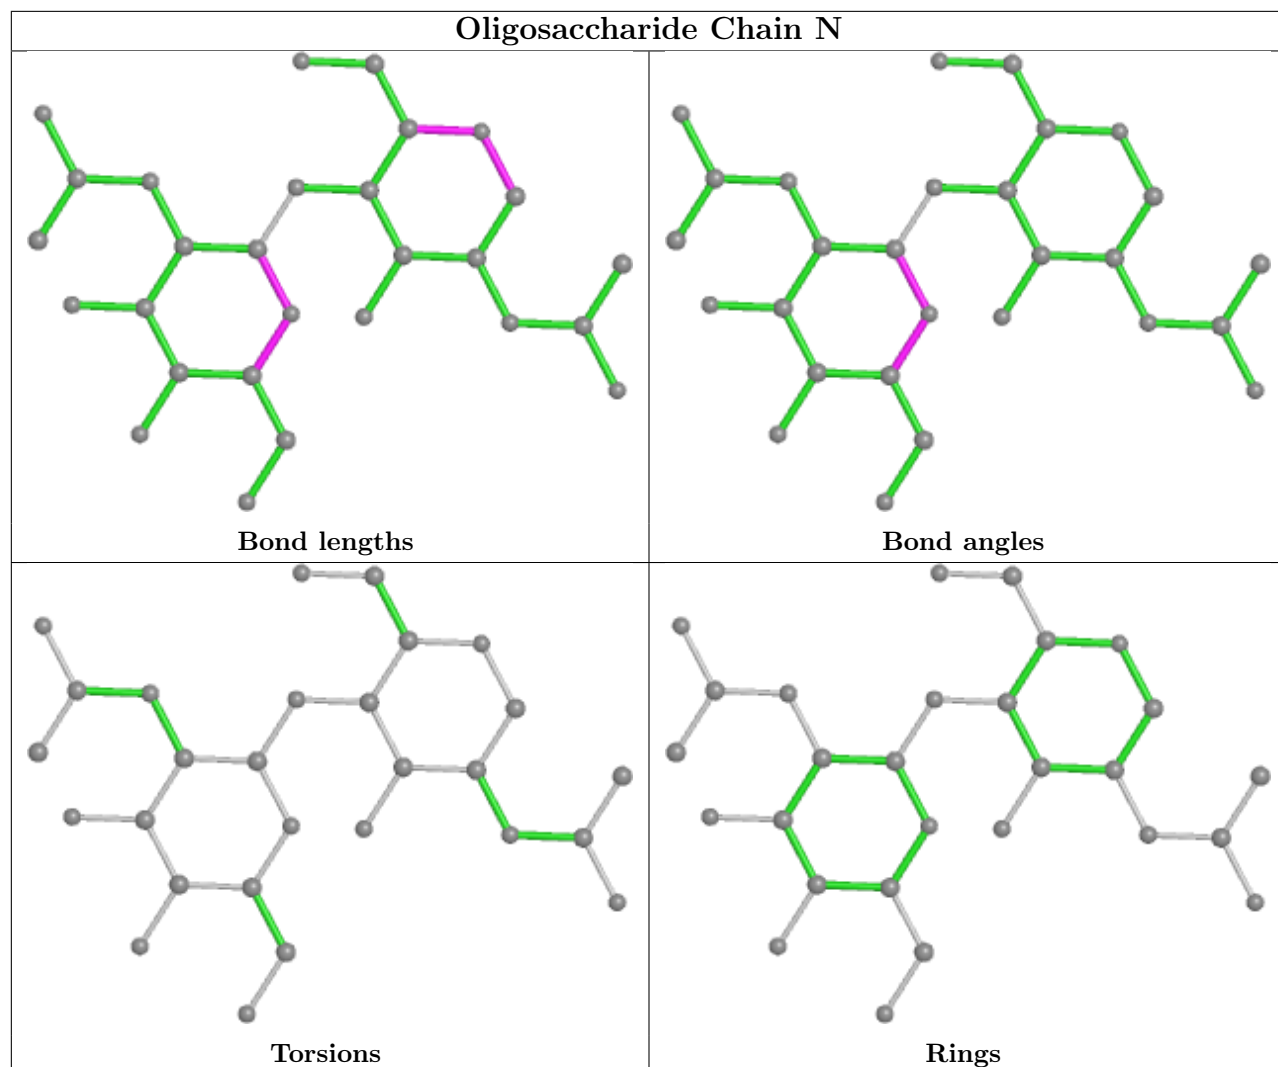 Oligosaccharide Chain N
Bond lengths
Bond angles
Torsions
Rings